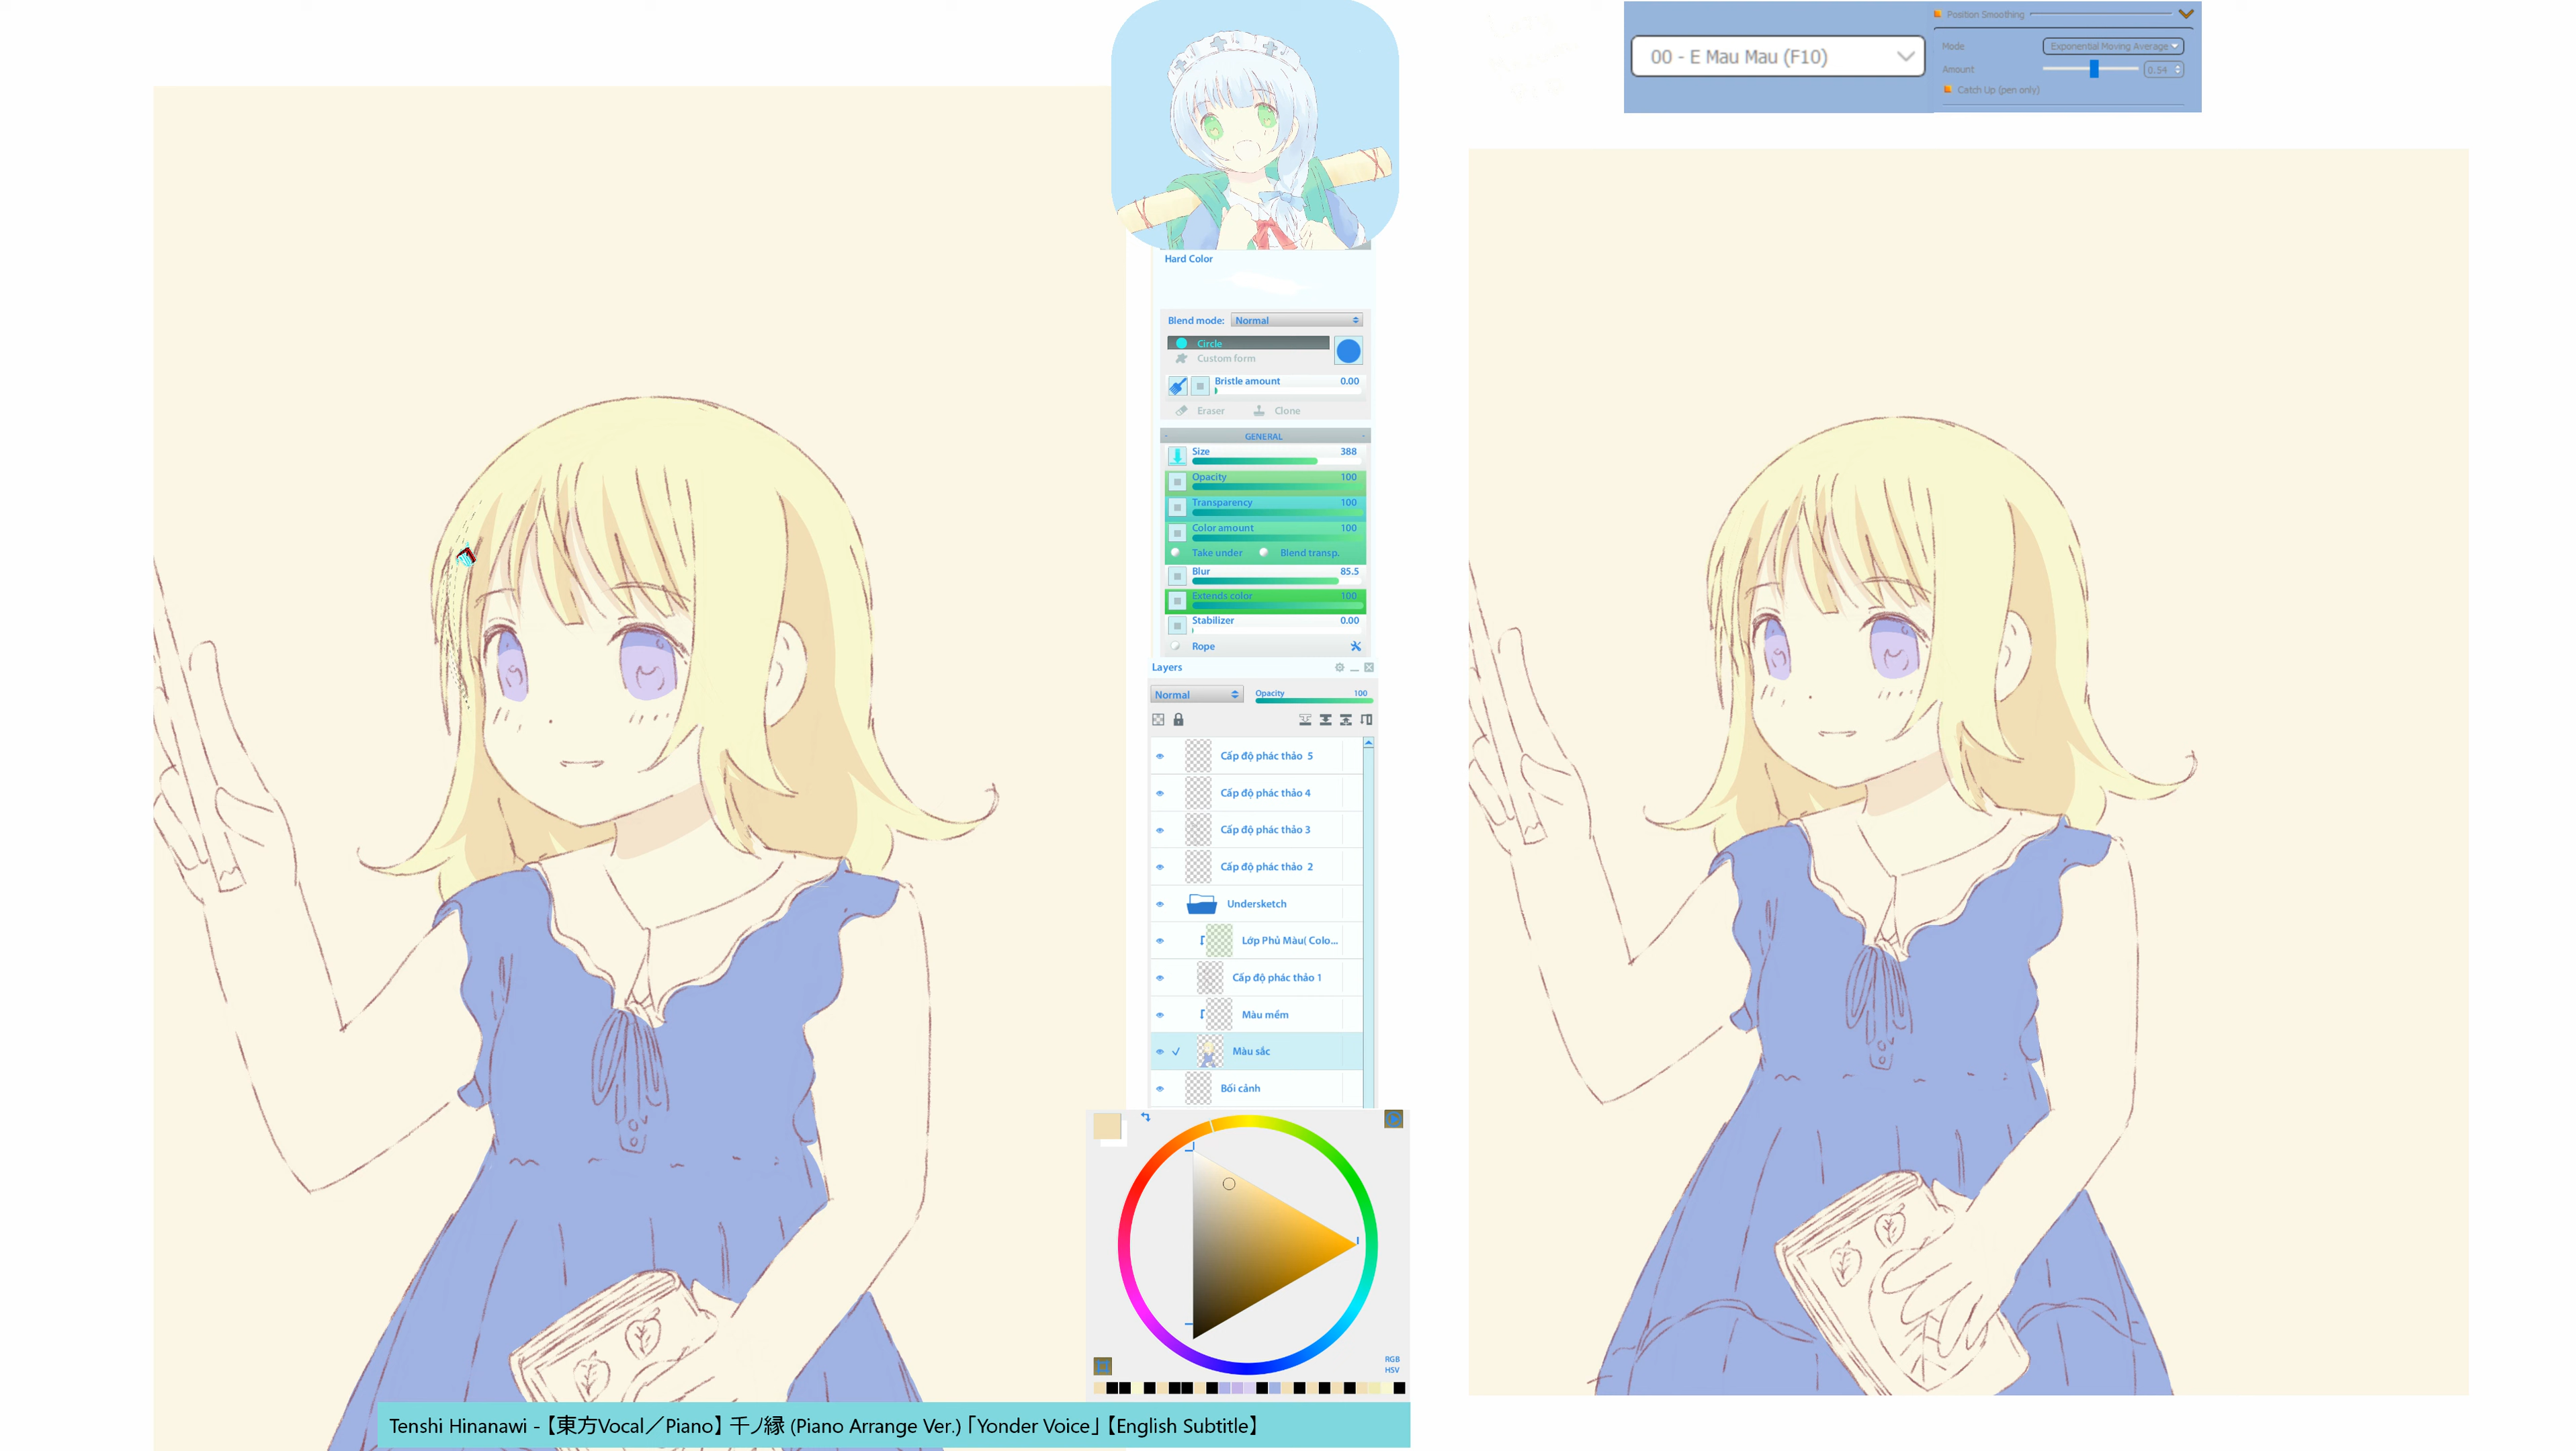 00 - E Mau Mau (F10)
Position Smoothing
Mode
Exponential Moving Average
Amount
0.54
Catch Up (pen only)
Hard Color
Blend mode: Normal
Circle
Custom form
Bristle amount 0.00
Eraser Clone
GENERAL
Size 388
Opacity 100
Transparency 100
Color amount 100
Take under Blend transp.
Blur 85.5
Extends color 100
Stabilizer 0.00
Rope
Layers
Normal Opacity 100
Cấp độ phác thảo 5
Cấp độ phác thảo 4
Cấp độ phác thảo 3
Cấp độ phác thảo 2
Undersketch
Lớp Phủ Màu( Colo...
Cấp độ phác thảo 1
Màu mềm
Màu sắc
Bối cảnh
RGB
HSV
Tenshi Hinanawi -【東方Vocal／Piano】 千ノ縁 (Piano Arrange Ver.)「Yonder Voice」【English Subtitle】